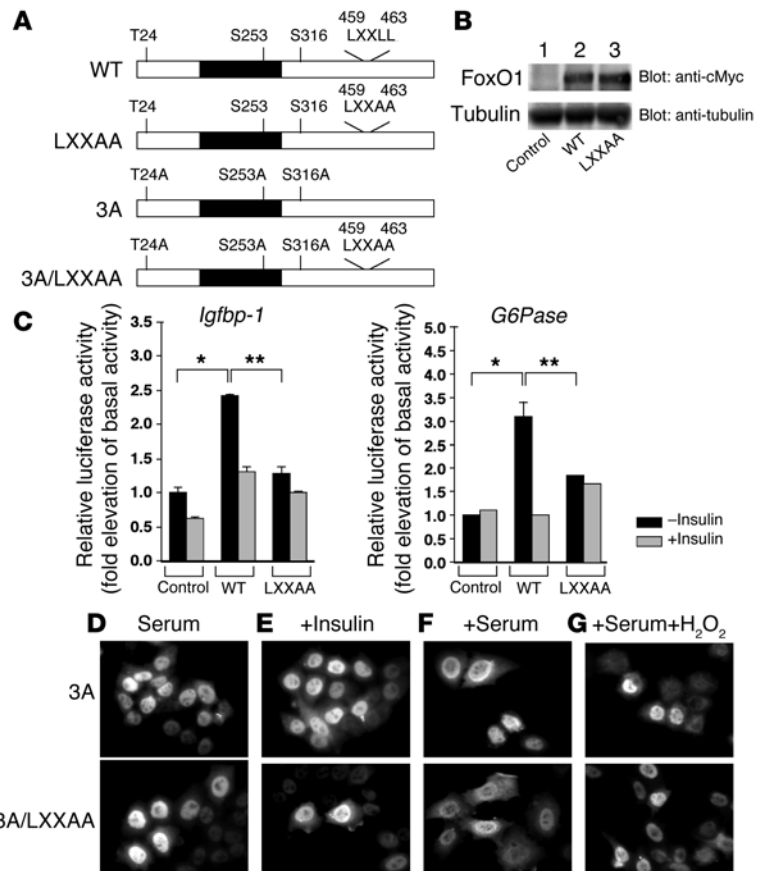 A
T24 S253 S316 459 463
LXXLL
WT
T24 S253 S316 459 463
LXXAA
LXXAA
T24A S253A S316A
3A
T24A S253A S316A 459 463
LXXAA
3A/LXXAA
B
1 2 3
FoxO1 Blot: anti-cMyc
Tubulin Blot: anti-tubulin
Control WT LXXAA
C
Igfbp-1
Relative luciferase activity
(fold elevation of basal activity)
3.5
3.0
2.5
2.0
1.5
1.0
0.5
0.0
* **
Control WT LXXAA
G6Pase
Relative luciferase activity
(fold elevation of basal activity)
5.0
4.5
4.0
3.5
3.0
2.5
2.0
1.5
1.0
0.5
0.0
* **
Control WT LXXAA
–Insulin
+Insulin
D Serum E +Insulin F +Serum G +Serum+H₂O₂
3A
3A/LXXAA